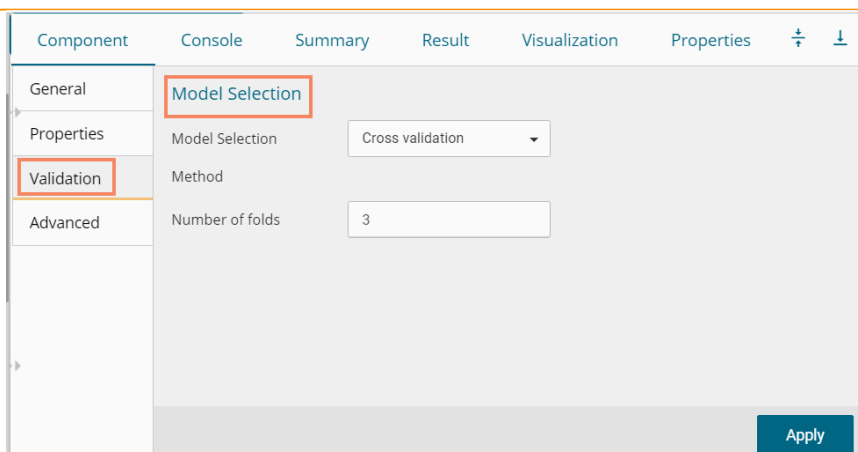 Component Console Summary Result Visualization Properties
General
Properties
Validation
Advanced
Model Selection
Model Selection Cross validation
Method
Number of folds 3
Apply